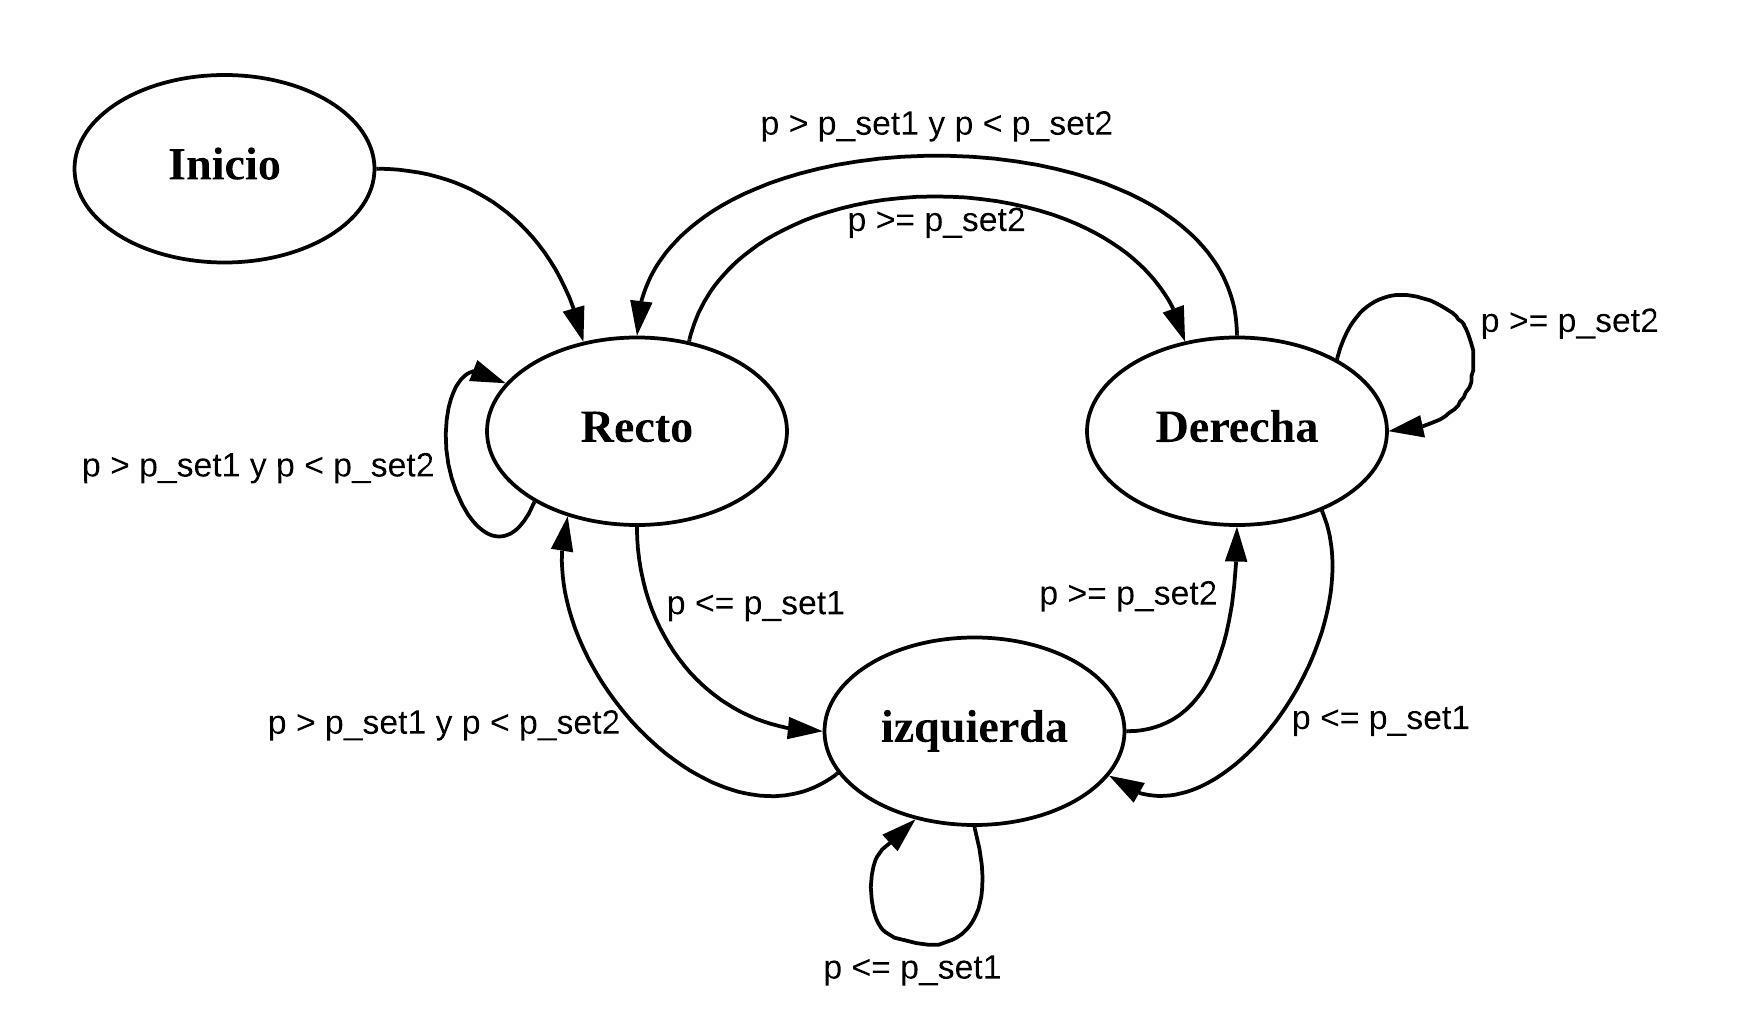 p > p_set1 y p < p_set2
Inicio
p >= p_set2
p >= p_set2
Recto
Derecha
p > p_set1 y p < p_set2
p <= p_set1
p >= p_set2
p > p_set1 y p < p_set2
izquierda
p <= p_set1
p <= p_set1